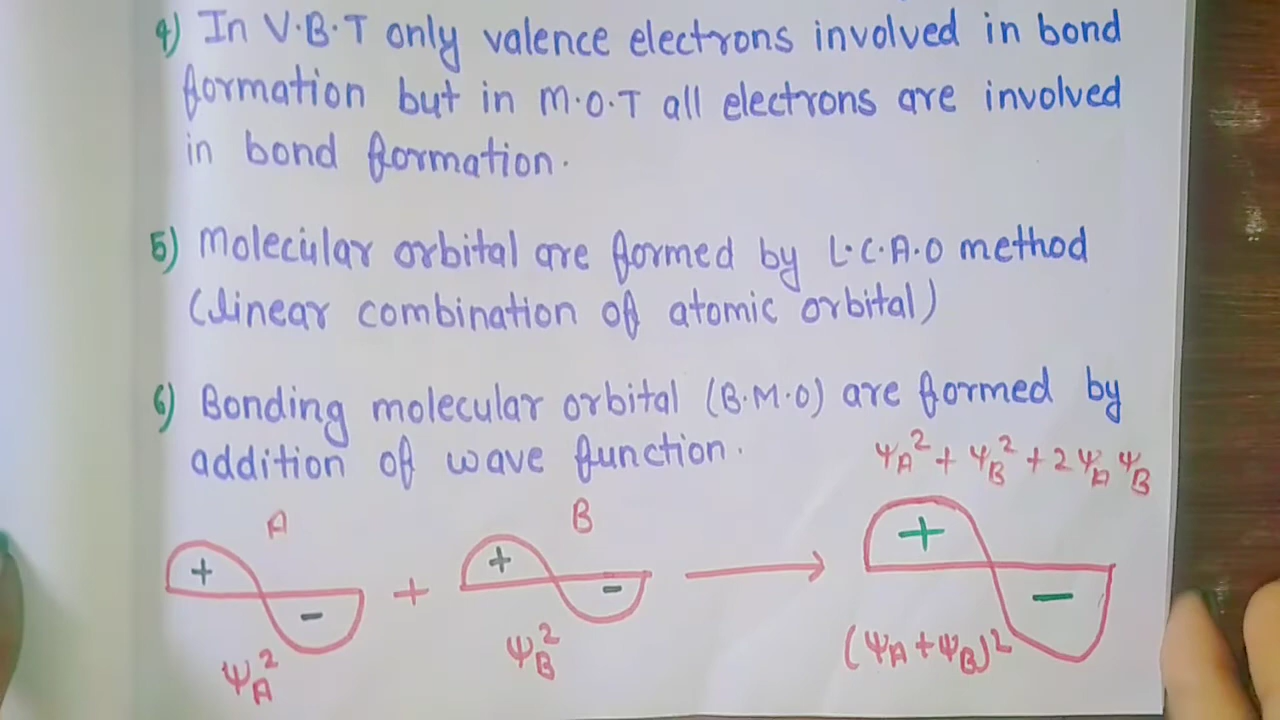 4) In V.B.T only valence electrons involved in bond
formation but in M.O.T all electrons are involved
in bond formation.
5) Molecular orbital are formed by L.C.A.O method
(linear combination of atomic orbital)
6) Bonding molecular orbital (B.M.O) are formed by
addition of wave function.
ψA² + ψB² + 2ψA ψB
A
B
+
-
+
+
-
+
-
ψA²
ψB²
(ψA + ψB)²